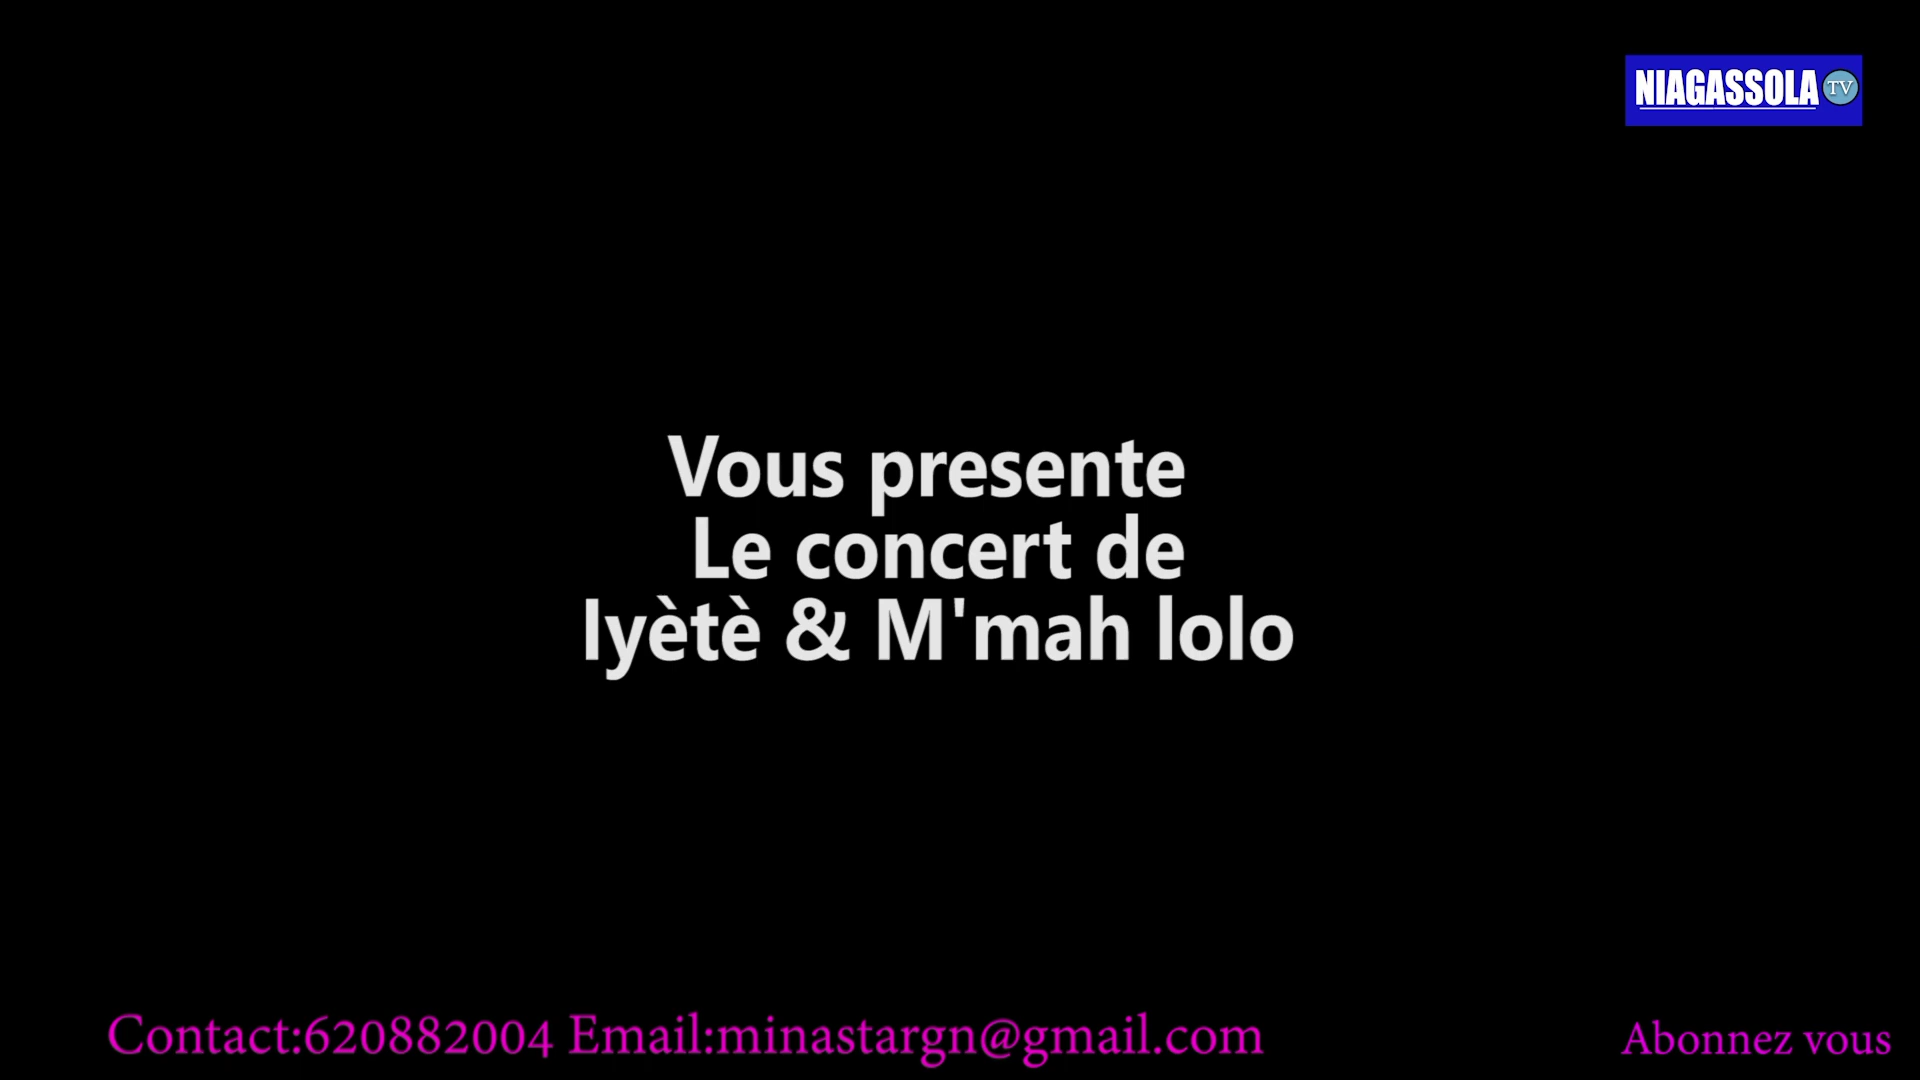 NIAGASSOLA TV
Vous presente
Le concert de
Iyètè & M'mah lolo
Contact:620882004 Email:minastargn@gmail.com
Abonnez vous